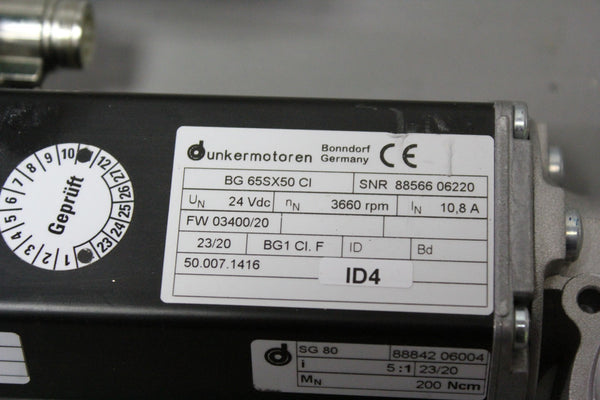 dunkermotoren Bonndorf Germany CE
BG 65SX50 CI SNR 88566 06220
UN 24 Vdc nN 3660 rpm IN 10,8 A
FW 03400/20
23/20 BG1 CI. F ID Bd
50.007.1416
ID4
Geprüft
1 2 3 4 5 6 7 8 9 10 12 27 26 25 24 23
SG 80 88842 06004
i 5:1 23/20
MN 200 Ncm